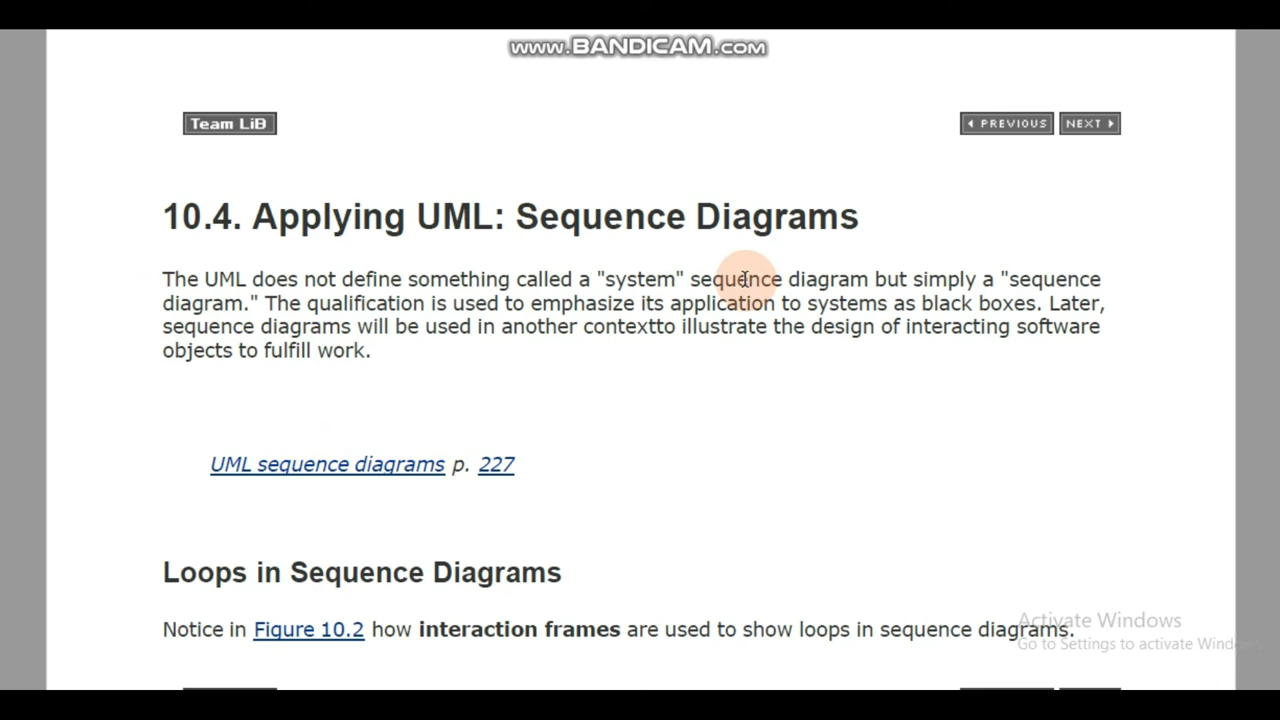 www.BANDICAM.com
Team LiB
PREVIOUS NEXT
10.4. Applying UML: Sequence Diagrams
The UML does not define something called a "system" sequence diagram but simply a "sequence
diagram." The qualification is used to emphasize its application to systems as black boxes. Later,
sequence diagrams will be used in another contextto illustrate the design of interacting software
objects to fulfill work.
UML sequence diagrams p. 227
Loops in Sequence Diagrams
Notice in Figure 10.2 how interaction frames are used to show loops in sequence diagrams.
Activate Windows
Go to Settings to activate Windows.